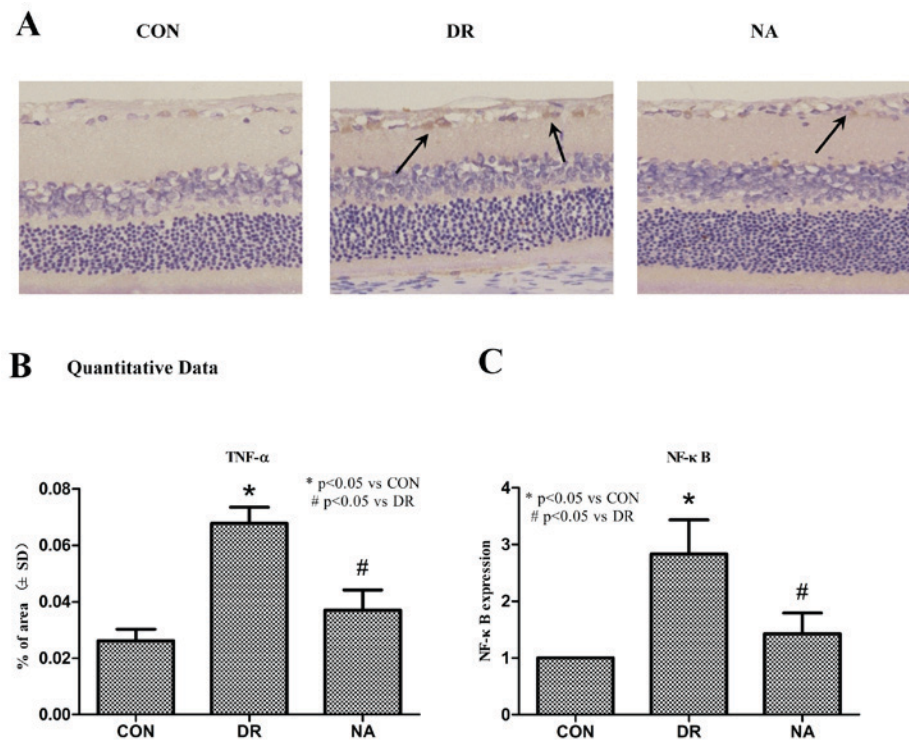 A
CON DR NA
B Quantitative Data
TNF-α
* p<0.05 vs CON
# p<0.05 vs DR
% of area (± SD)
0.08
0.06
0.04
0.02
0.00
*
#
CON DR NA
C
NF-κ B
* p<0.05 vs CON
# p<0.05 vs DR
NF-κ B expression
4
3
2
1
0
*
#
CON DR NA